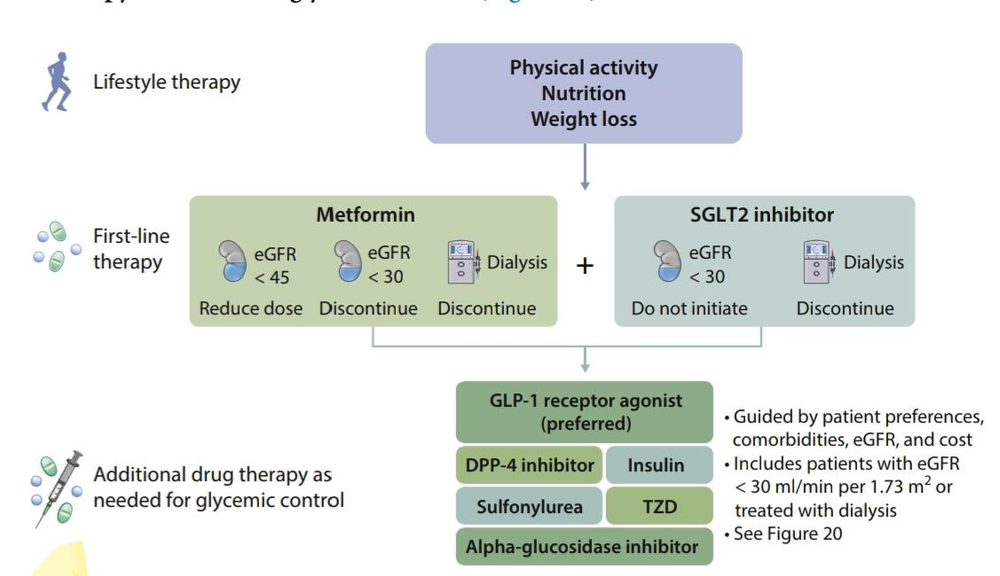 Lifestyle therapy
Physical activity
Nutrition
Weight loss
First-line
therapy
Metformin
eGFR
< 45
Reduce dose
eGFR
< 30
Discontinue
Dialysis
Discontinue
+
SGLT2 inhibitor
eGFR
< 30
Do not initiate
Dialysis
Discontinue
Additional drug therapy as
needed for glycemic control
GLP-1 receptor agonist
(preferred)
DPP-4 inhibitor
Insulin
Sulfonylurea
TZD
Alpha-glucosidase inhibitor
• Guided by patient preferences,
comorbidities, eGFR, and cost
• Includes patients with eGFR
< 30 ml/min per 1.73 m² or
treated with dialysis
• See Figure 20